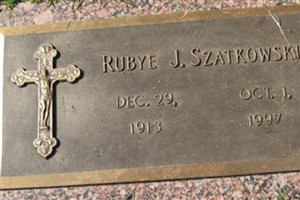 RUBYE J. SZATKOWSKI
DEC. 29, OCT. 1,
1913 1997